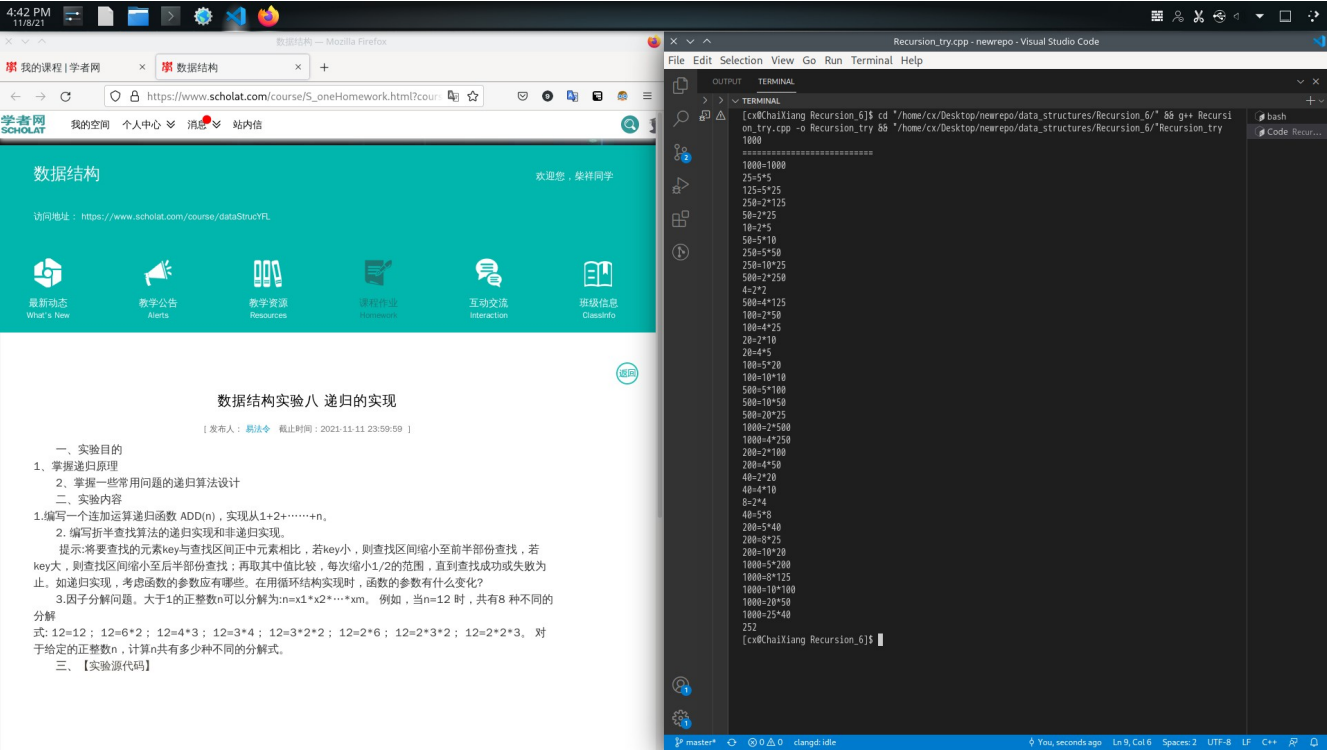 4:42 PM
11/8/21
数据结构 — Mozilla Firefox
我的课程 | 学者网
数据结构
https://www.scholat.com/course/S_oneHomework.html?cours
学者网
SCHOLAT
我的空间 个人中心 消息 站内信
数据结构
欢迎您，柴祥同学
访问地址： https://www.scholat.com/course/dataStrucYFL
最新动态
What's New
教学公告
Alerts
教学资源
Resources
课程作业
Homework
互动交流
Interaction
班级信息
ClassInfo
返回
数据结构实验八 递归的实现
[ 发布人： 易法令 截止时间：2021-11-11 23:59:59 ]
一、实验目的
1、掌握递归原理
2、掌握一些常用问题的递归算法设计
二、实验内容
1.编写一个连加运算递归函数 ADD(n)，实现从1+2+……+n。
2. 编写折半查找算法的递归实现和非递归实现。
提示:将要查找的元素key与查找区间正中元素相比，若key小，则查找区间缩小至前半部份查找，若
key大，则查找区间缩小至后半部份查找；再取其中值比较，每次缩小1/2的范围，直到查找成功或失败为
止。如递归实现，考虑函数的参数应有哪些。在用循环结构实现时，函数的参数有什么变化?
3.因子分解问题。大于1的正整数n可以分解为:n=x1*x2*…*xm。 例如，当n=12 时，共有8 种不同的
分解
式: 12=12； 12=6*2； 12=4*3； 12=3*4； 12=3*2*2； 12=2*6； 12=2*3*2； 12=2*2*3。 对
于给定的正整数n，计算n共有多少种不同的分解式。
三、【实验源代码】
Recursion_try.cpp - newrepo - Visual Studio Code
File Edit Selection View Go Run Terminal Help
OUTPUT TERMINAL
TERMINAL
bash
Code Recur...
[cx@ChaiXiang Recursion_6]$ cd "/home/cx/Desktop/newrepo/data_structures/Recursion_6/" && g++ Recursi
on_try.cpp -o Recursion_try && "/home/cx/Desktop/newrepo/data_structures/Recursion_6/"Recursion_try
1000
===========================
1000=1000
25=5*5
125=5*25
250=2*125
50=2*25
10=2*5
50=5*10
250=5*50
250=10*25
500=2*250
4=2*2
500=4*125
100=2*50
100=4*25
20=2*10
20=4*5
100=5*20
100=10*10
500=5*100
500=10*50
500=20*25
1000=2*500
1000=4*250
200=2*100
200=4*50
40=2*20
40=4*10
8=2*4
40=5*8
200=5*40
200=8*25
200=10*20
1000=5*200
1000=8*125
1000=10*100
1000=20*50
1000=25*40
252
[cx@ChaiXiang Recursion_6]$
master* 0 0 clangd: idle You, seconds ago Ln 9, Col 6 Spaces: 2 UTF-8 LF C++